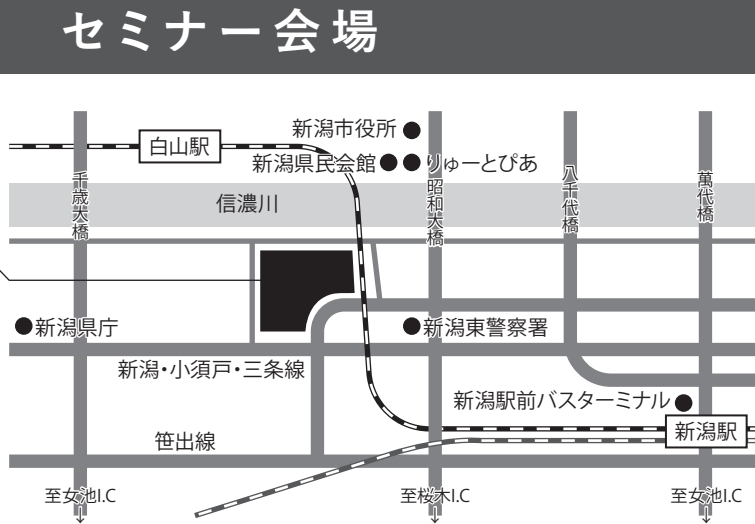 セミナー会場
新潟市役所
白山駅
新潟県民会館
りゅーとぴあ
千歳大橋
信濃川
昭和大橋
八千代橋
萬代橋
新潟県庁
新潟東警察署
新潟・小須戸・三条線
新潟駅前バスターミナル
新潟駅
笹出線
至女池I.C
至桜木I.C
至女池I.C